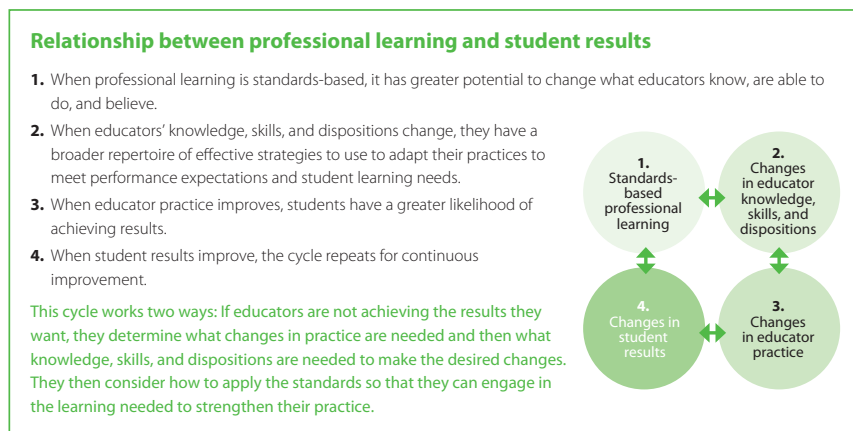 Relationship between professional learning and student results
1. When professional learning is standards-based, it has greater potential to change what educators know, are able to
do, and believe.
2. When educators’ knowledge, skills, and dispositions change, they have a
broader repertoire of effective strategies to use to adapt their practices to
meet performance expectations and student learning needs.
3. When educator practice improves, students have a greater likelihood of
achieving results.
4. When student results improve, the cycle repeats for continuous
improvement.
This cycle works two ways: If educators are not achieving the results they
want, they determine what changes in practice are needed and then what
knowledge, skills, and dispositions are needed to make the desired changes.
They then consider how to apply the standards so that they can engage in
the learning needed to strengthen their practice.
1.
Standards-
based
professional
learning
2.
Changes
in educator
knowledge,
skills, and
dispositions
3.
Changes
in educator
practice
4.
Changes in
student
results